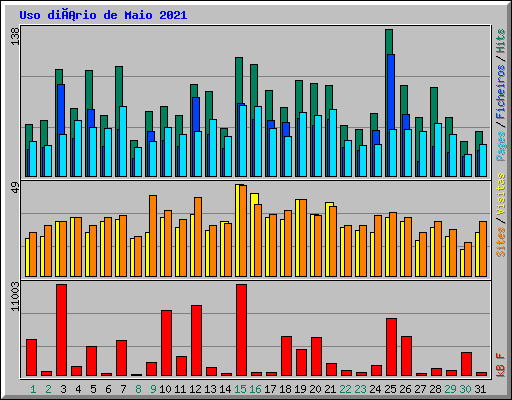 Uso diÃ¡rio de Maio 2021
138
49
11003
Pages / Ficheiros / Hits
Sites / Visitas
kB F
1 2 3 4 5 6 7 8 9 10 11 12 13 14 15 16 17 18 19 20 21 22 23 24 25 26 27 28 29 30 31